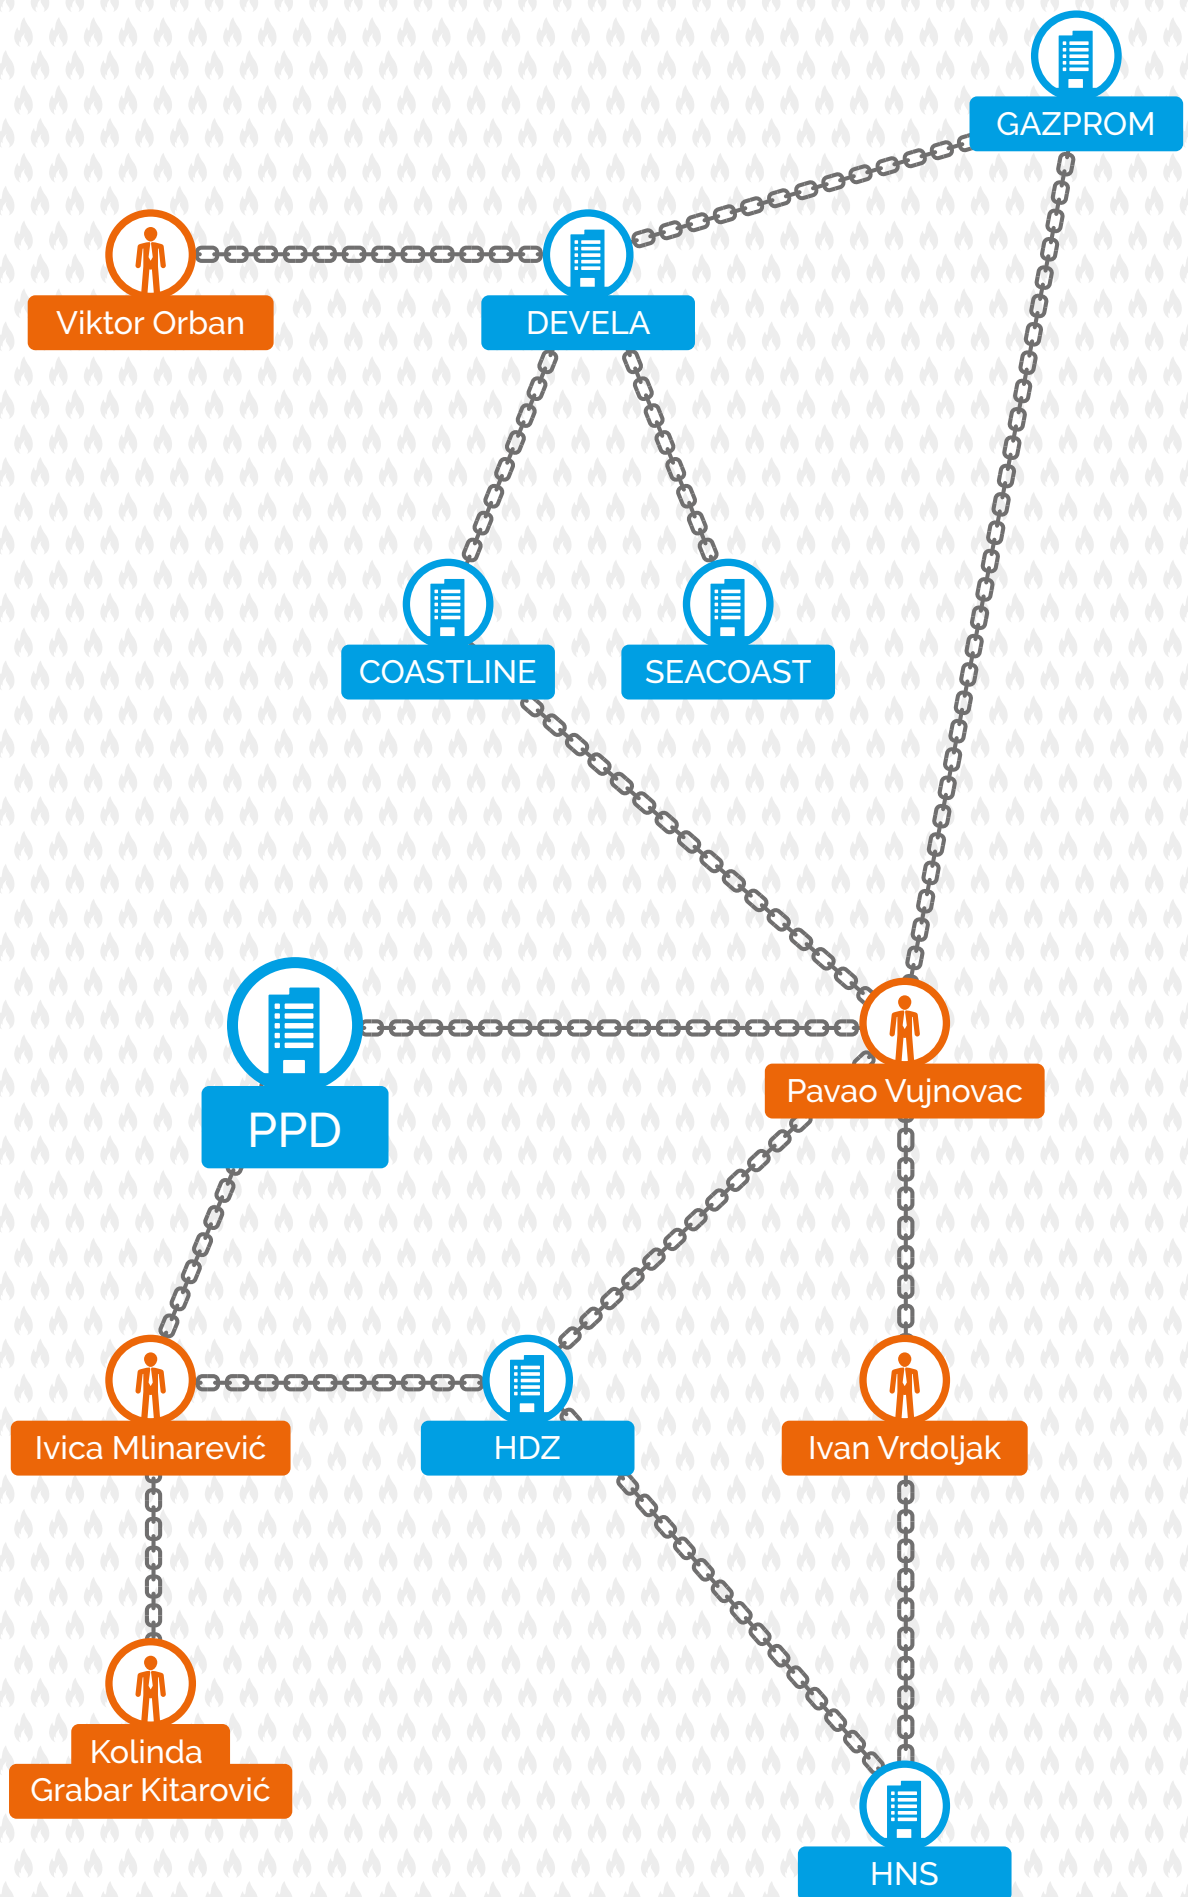 GAZPROM
Viktor Orban
DEVELA
COASTLINE
SEACOAST
Pavao Vujnovac
PPD
Ivica Mlinarević
HDZ
Ivan Vrdoljak
Kolinda
Grabar Kitarović
HNS